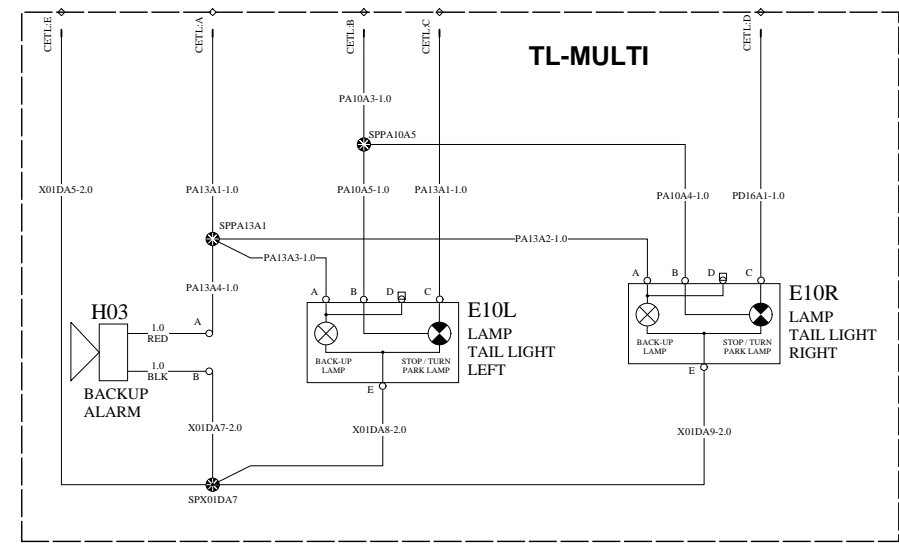 CETL:E
CETL:A
CETL:B
CETL:C
CETL:D
TL-MULTI
PA10A3-1.0
SPPA10A5
X01DA5-2.0
PA13A1-1.0
PA10A5-1.0
PA13A1-1.0
PA10A4-1.0
PD16A1-1.0
SPPA13A1
PA13A2-1.0
PA13A3-1.0
PA13A4-1.0
A
B
D
C
E10L
LAMP
TAIL LIGHT
LEFT
BACK-UP
LAMP
STOP / TURN
PARK LAMP
E
A
B
D
C
E10R
LAMP
TAIL LIGHT
RIGHT
BACK-UP
LAMP
STOP / TURN
PARK LAMP
E
H03
1.0
RED
A
1.0
BLK
B
BACKUP
ALARM
X01DA7-2.0
X01DA8-2.0
X01DA9-2.0
SPX01DA7